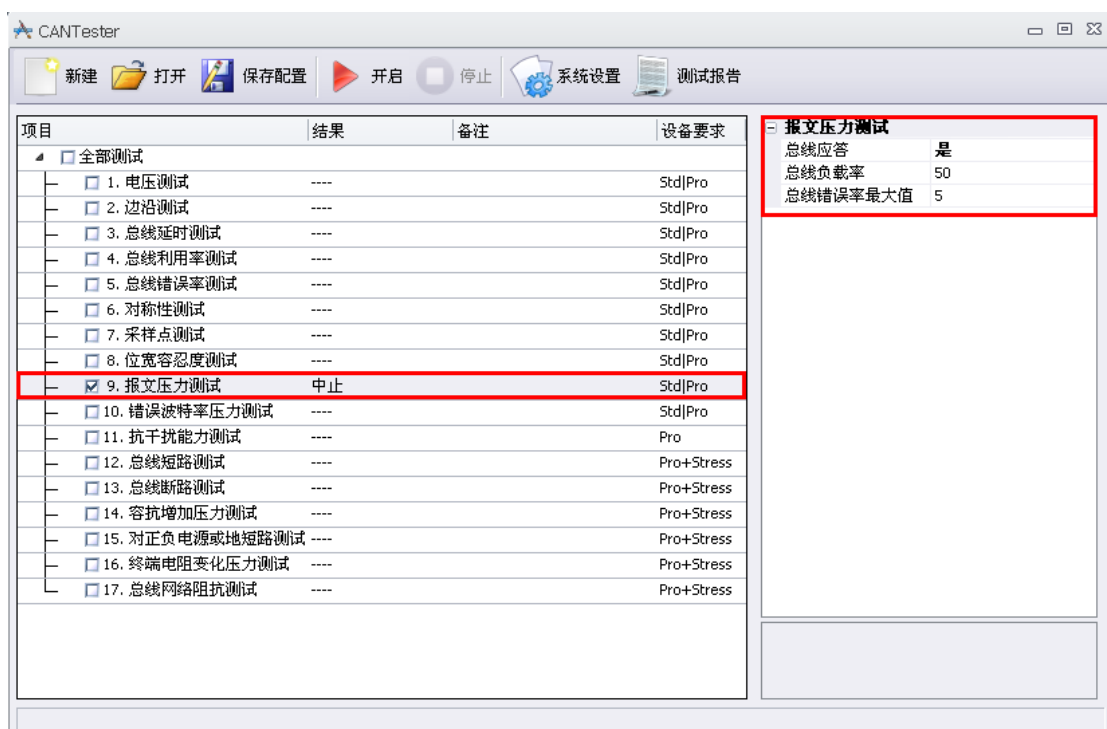 CANTester
新建 打开 保存配置 开启 停止 系统设置 测试报告
项目 结果 备注 设备要求
全部测试
1. 电压测试 ---- Std|Pro
2. 边沿测试 ---- Std|Pro
3. 总线延时测试 ---- Std|Pro
4. 总线利用率测试 ---- Std|Pro
5. 总线错误率测试 ---- Std|Pro
6. 对称性测试 ---- Std|Pro
7. 采样点测试 ---- Std|Pro
8. 位宽容忍度测试 ---- Std|Pro
9. 报文压力测试 中止 Std|Pro
10. 错误波特率压力测试 ---- Std|Pro
11. 抗干扰能力测试 ---- Pro
12. 总线短路测试 ---- Pro+Stress
13. 总线断路测试 ---- Pro+Stress
14. 容抗增加压力测试 ---- Pro+Stress
15. 对正负电源或地短路测试 ---- Pro+Stress
16. 终端电阻变化压力测试 ---- Pro+Stress
17. 总线网络阻抗测试 ---- Pro+Stress
报文压力测试
总线应答 是
总线负载率 50
总线错误率最大值 5